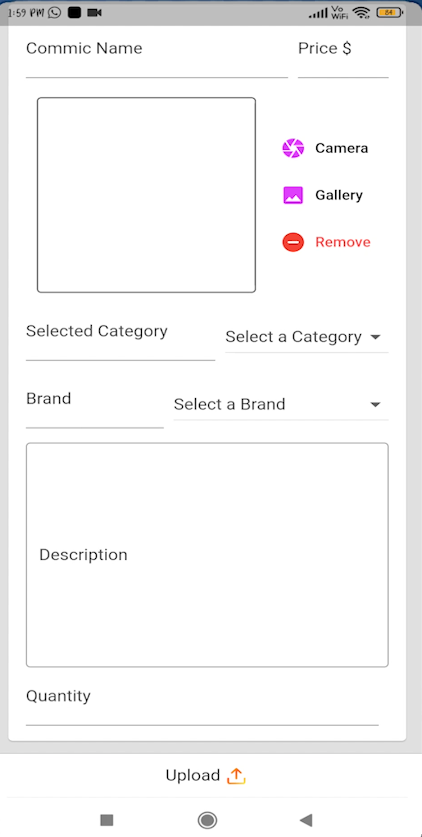 1:59 PM
Vo
WiFi
84
Commic Name
Price $
Camera
Gallery
Remove
Selected Category
Select a Category
Brand
Select a Brand
Description
Quantity
Upload